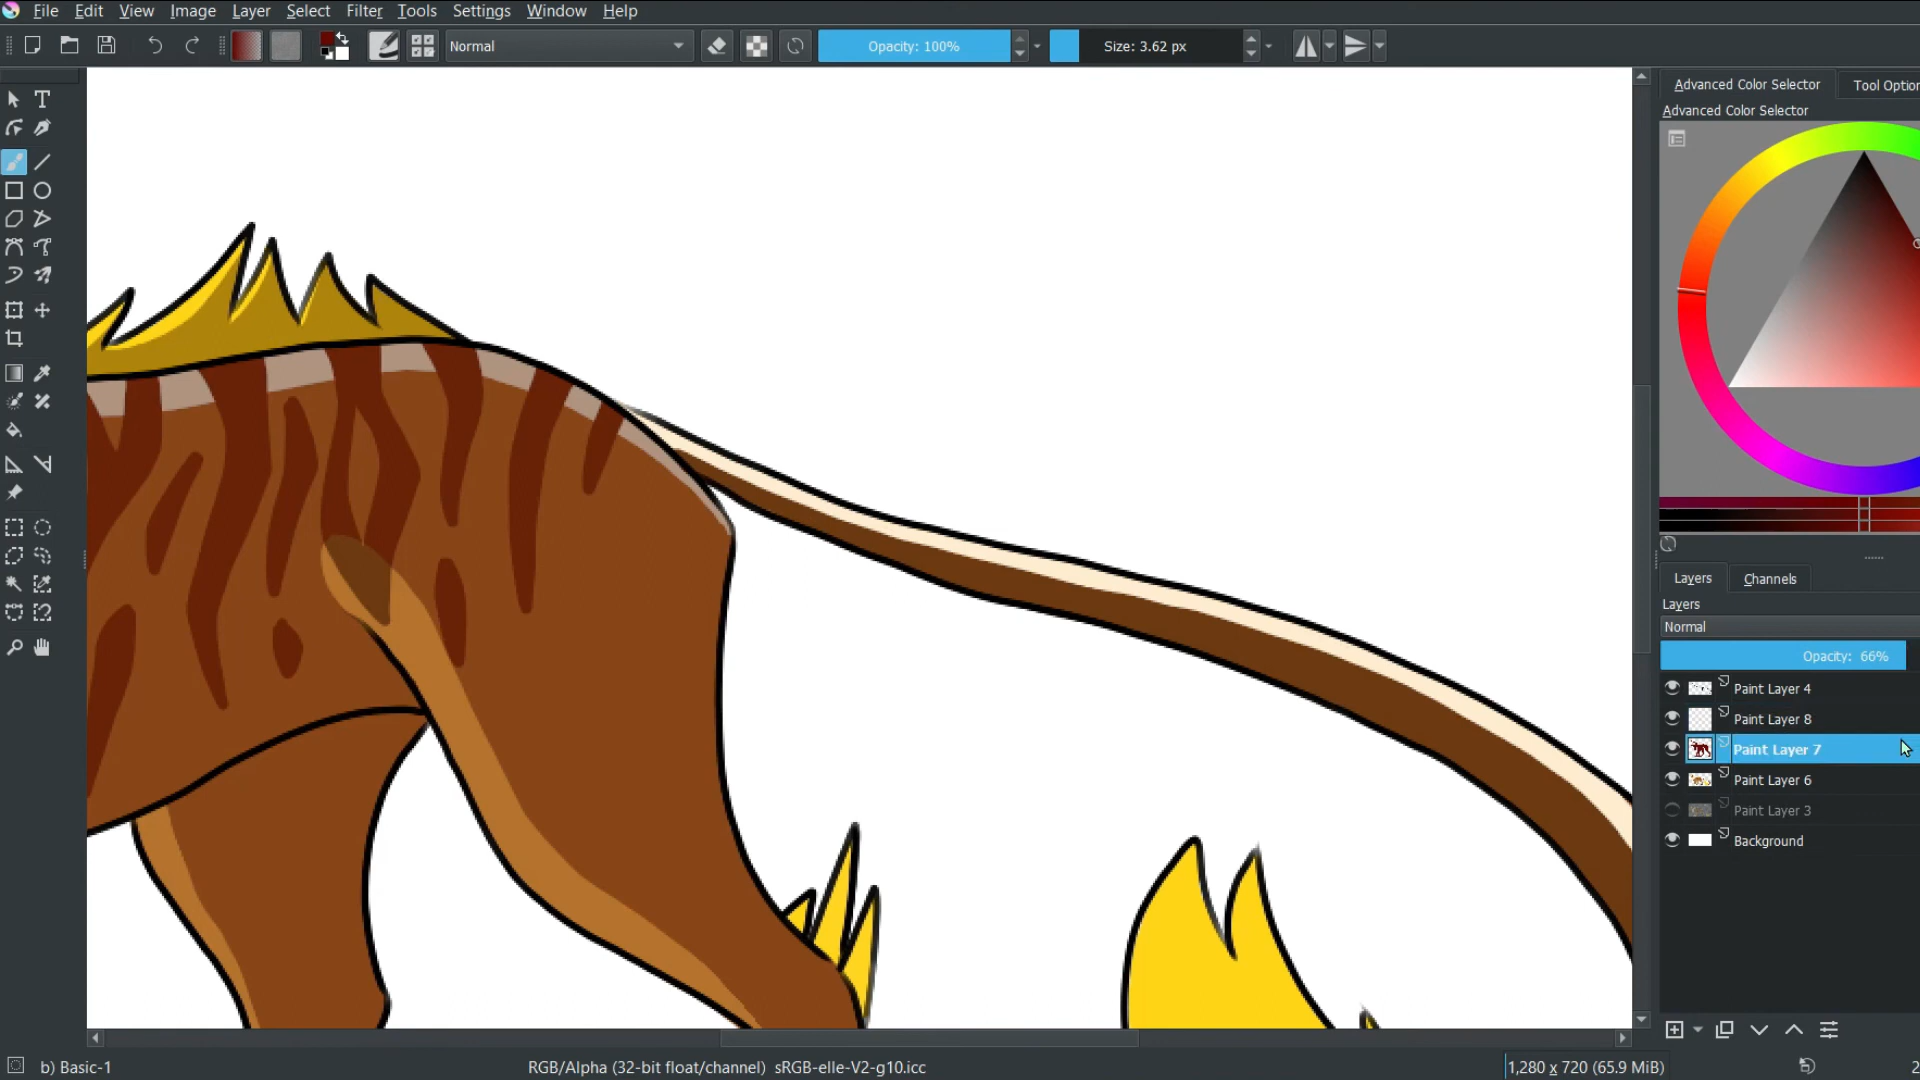 File Edit View Image Layer Select Filter Tools Settings Window Help
Normal Opacity: 100% Size: 3.62 px
Advanced Color Selector Tool Option
Advanced Color Selector
Layers Channels
Layers
Normal
Opacity: 66%
Paint Layer 4
Paint Layer 8
Paint Layer 7
Paint Layer 6
Paint Layer 3
Background
b) Basic-1 RGB/Alpha (32-bit float/channel) sRGB-elle-V2-g10.icc 1,280 x 720 (65.9 MiB) 2